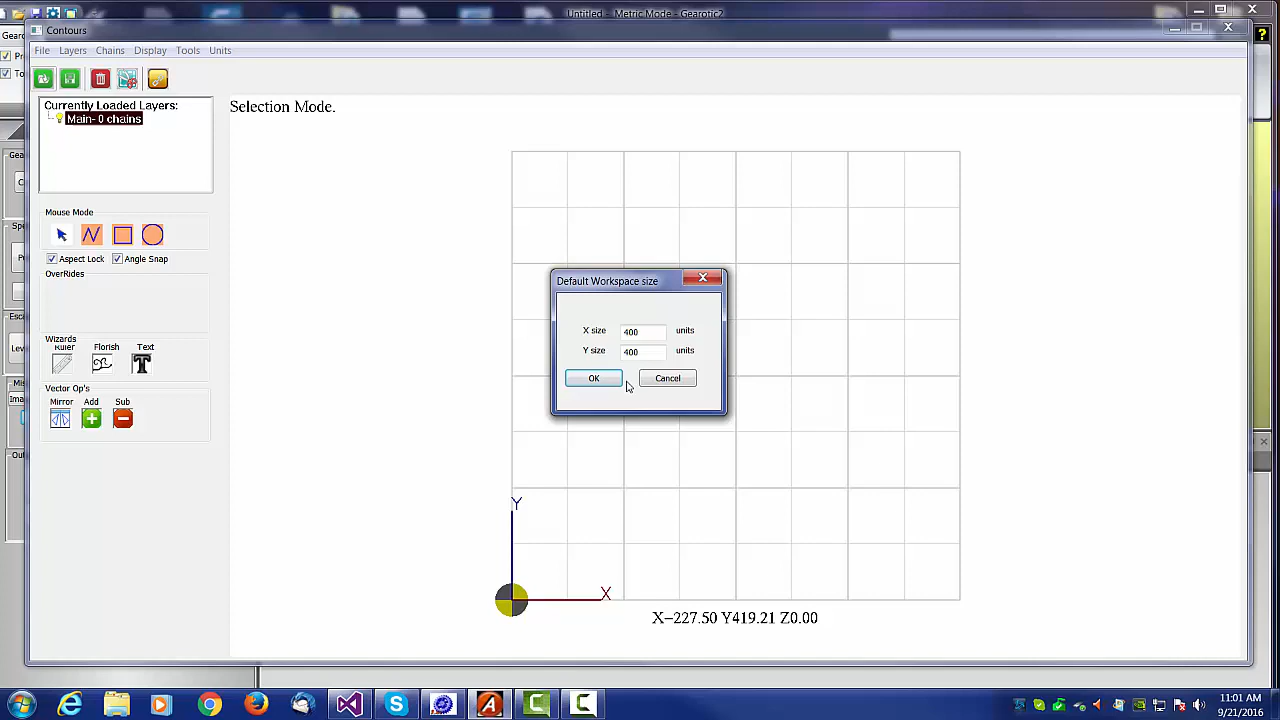 Untitled - Metric Mode - Gearotic2
Contours
File Layers Chains Display Tools Units
Currently Loaded Layers:
Main- 0 chains
Selection Mode.
Mouse Mode
Aspect Lock
Angle Snap
OverRides
Wizards
Ruler Florish Text
Vector Op's
Mirror Add Sub
Default Workspace size
X size 400 units
Y size 400 units
OK
Cancel
Y
X
X-227.50 Y419.21 Z0.00
11:01 AM
9/21/2016